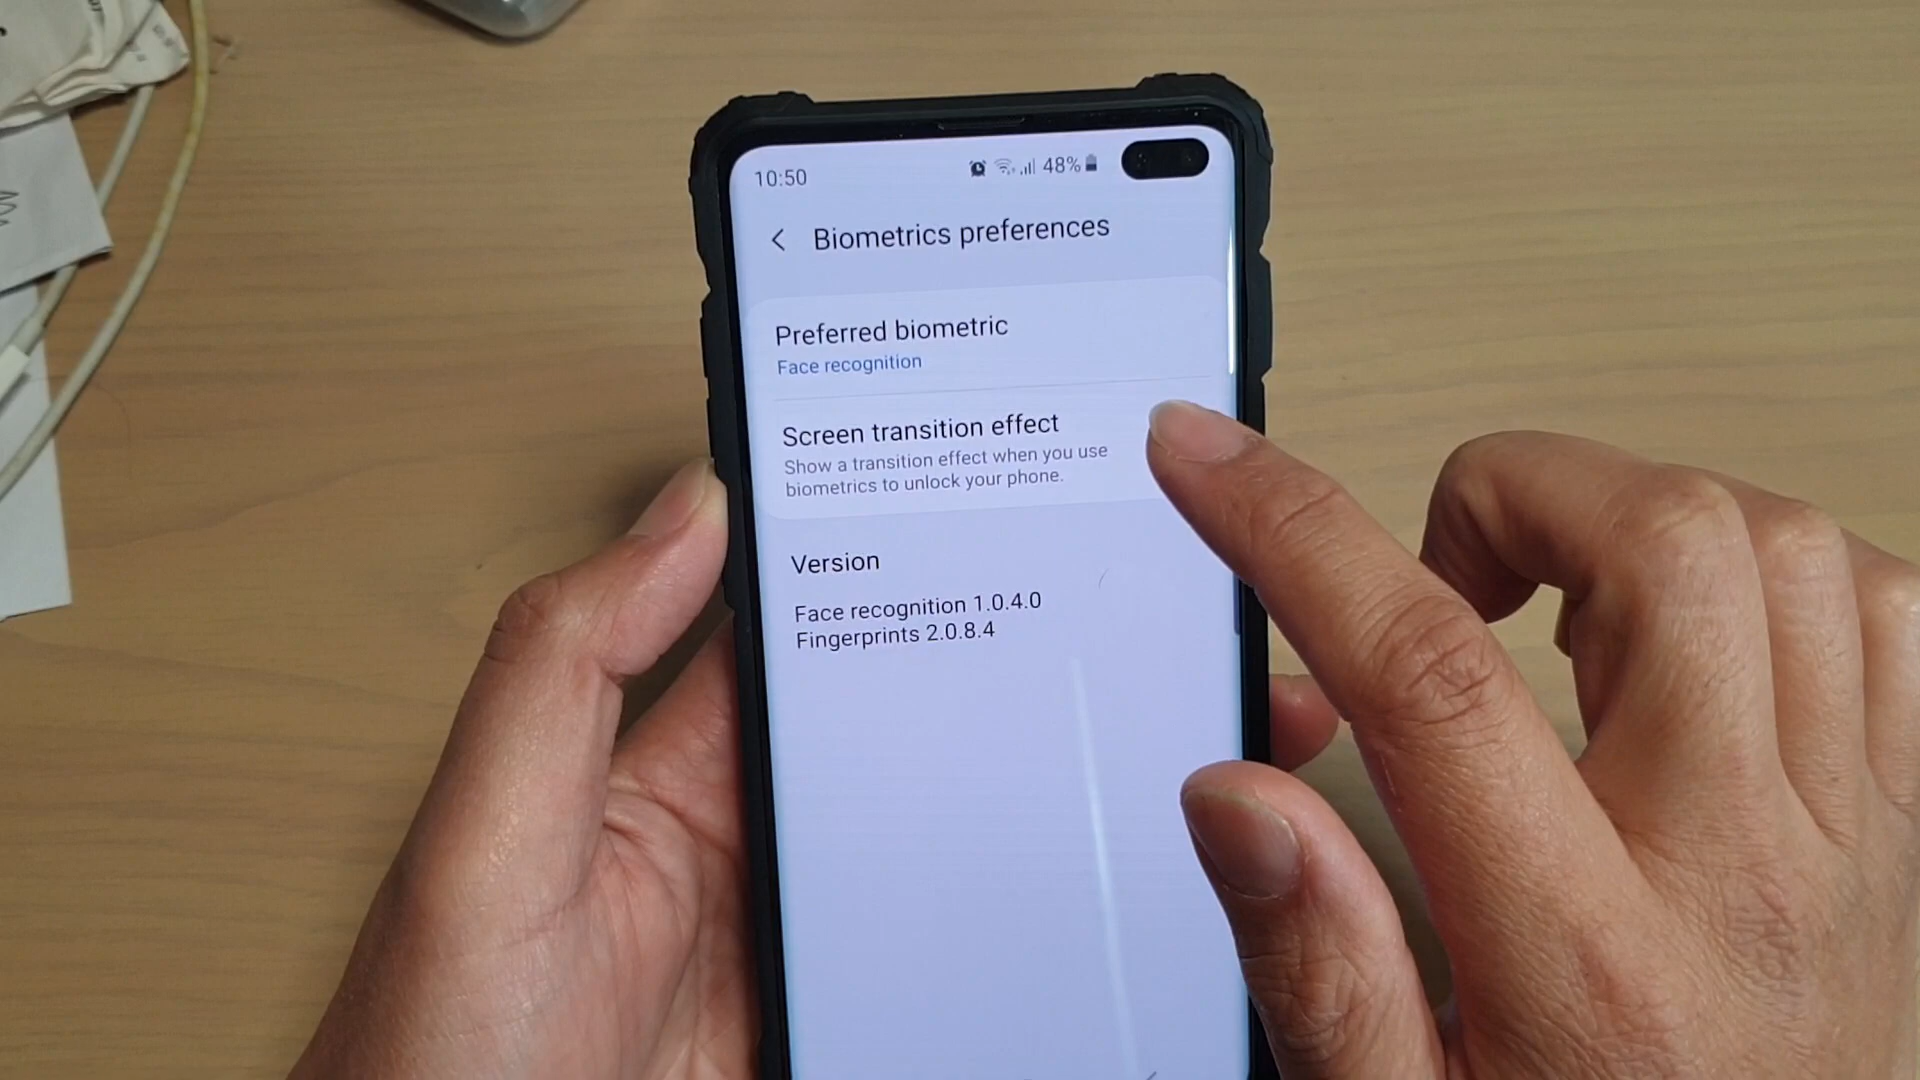 10:50 48%
Biometrics preferences
Preferred biometric
Face recognition
Screen transition effect
Show a transition effect when you use
biometrics to unlock your phone.
Version
Face recognition 1.0.4.0
Fingerprints 2.0.8.4